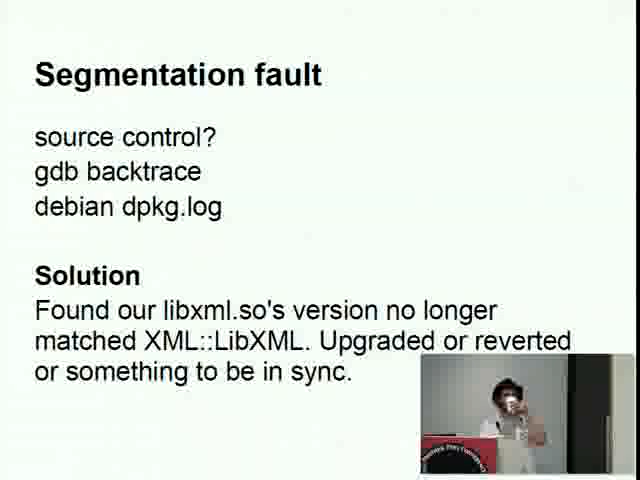 Segmentation fault
source control?
gdb backtrace
debian dpkg.log
Solution
Found our libxml.so's version no longer
matched XML::LibXML. Upgraded or reverted
or something to be in sync.